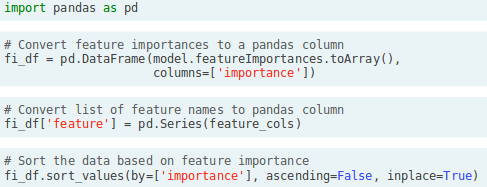 import pandas as pd
# Convert feature importances to a pandas column
fi_df = pd.DataFrame(model.featureImportances.toArray(),
columns=['importance'])
# Convert list of feature names to pandas column
fi_df['feature'] = pd.Series(feature_cols)
# Sort the data based on feature importance
fi_df.sort_values(by=['importance'], ascending=False, inplace=True)